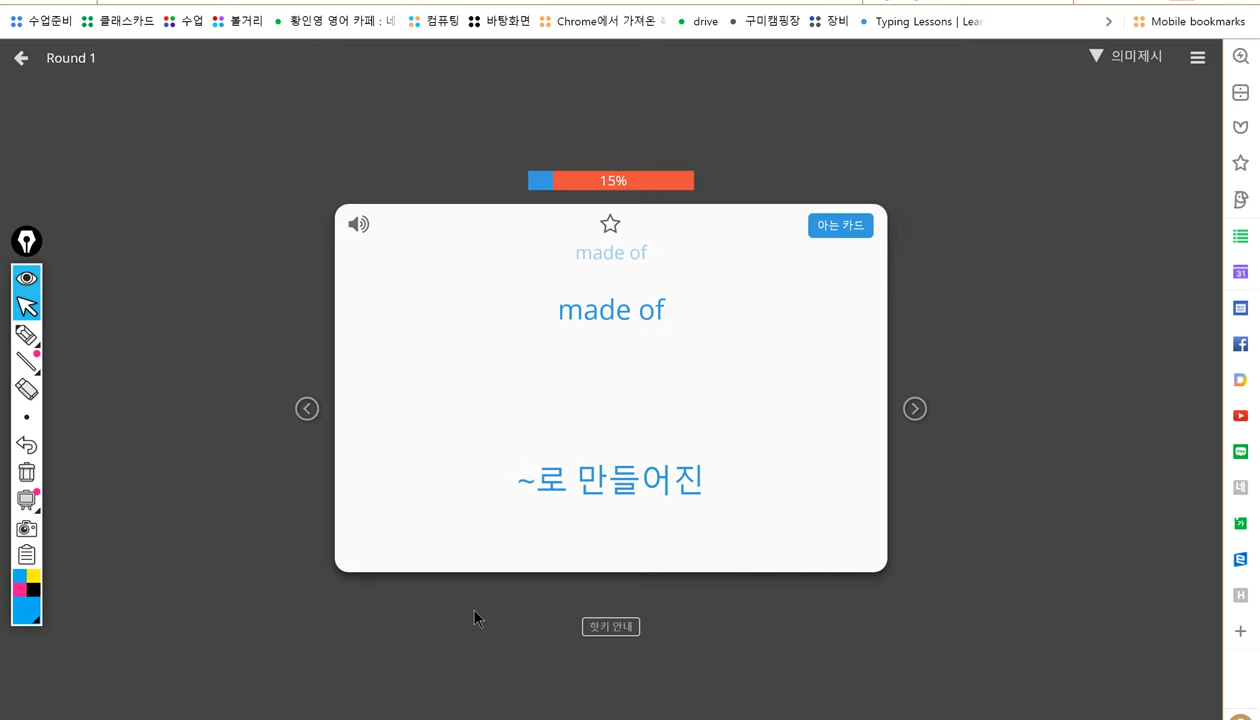 수업준비 클래스카드 수업 볼거리 황인영 영어 카페 : 네 컴퓨팅 바탕화면 Chrome에서 가져온 drive 구미캠핑장 장비 Typing Lessons | Lear Mobile bookmarks
Round 1 의미제시
15%
아는 카드
made of
made of
~로 만들어진
핫키 안내
31